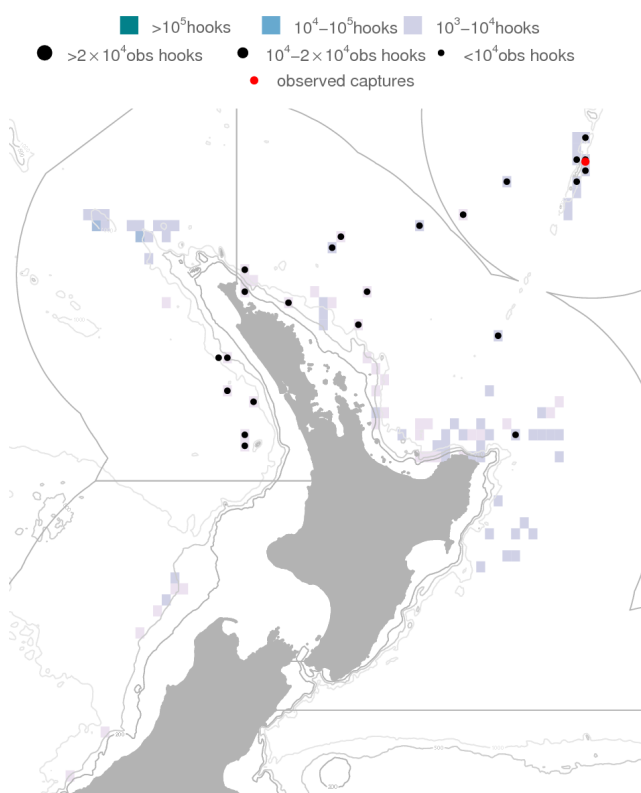 >10⁵hooks 10⁴−10⁵hooks 10³−10⁴hooks
>2×10⁴obs hooks 10⁴−2×10⁴obs hooks <10⁴obs hooks
observed captures